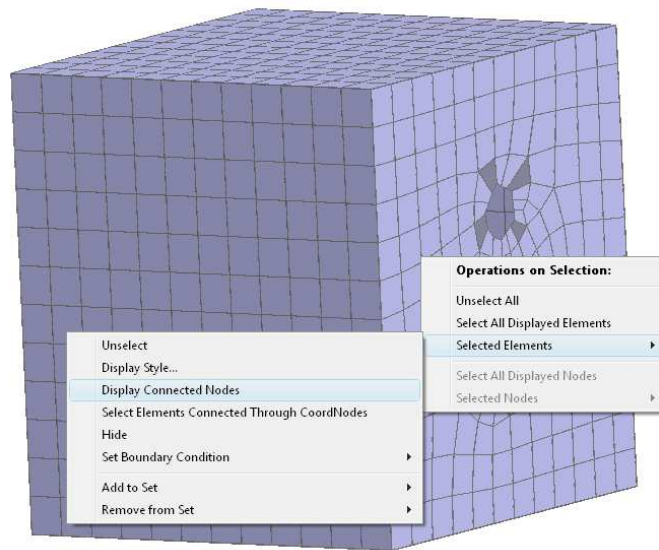 Operations on Selection:
Unselect All
Select All Displayed Elements
Selected Elements
Select All Displayed Nodes
Selected Nodes
Unselect
Display Style...
Display Connected Nodes
Select Elements Connected Through CoordNodes
Hide
Set Boundary Condition
Add to Set
Remove from Set